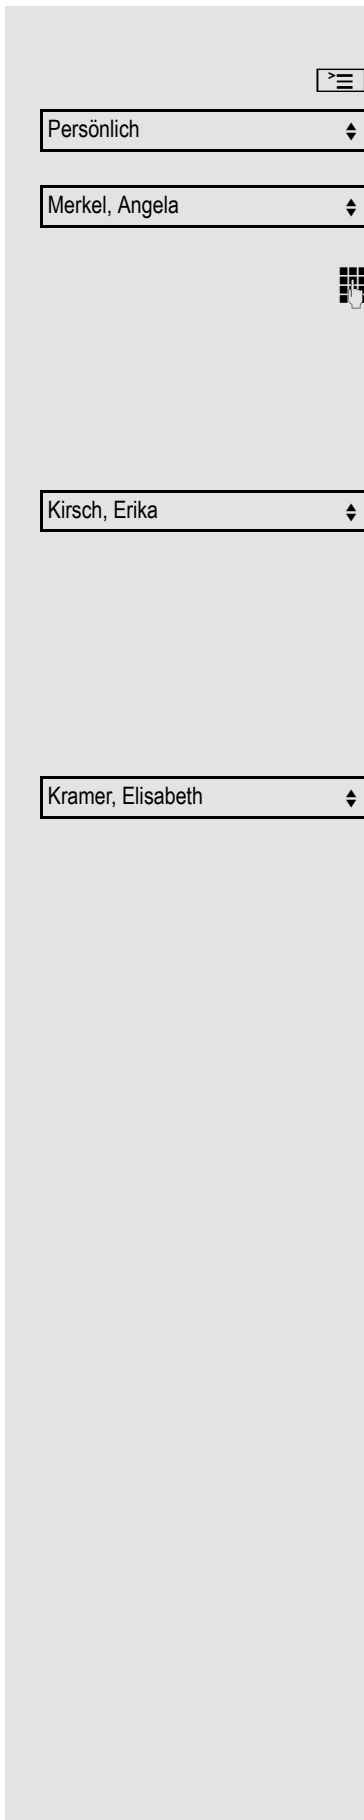 Persönlich
Merkel, Angela
Kirsch, Erika
Kramer, Elisabeth